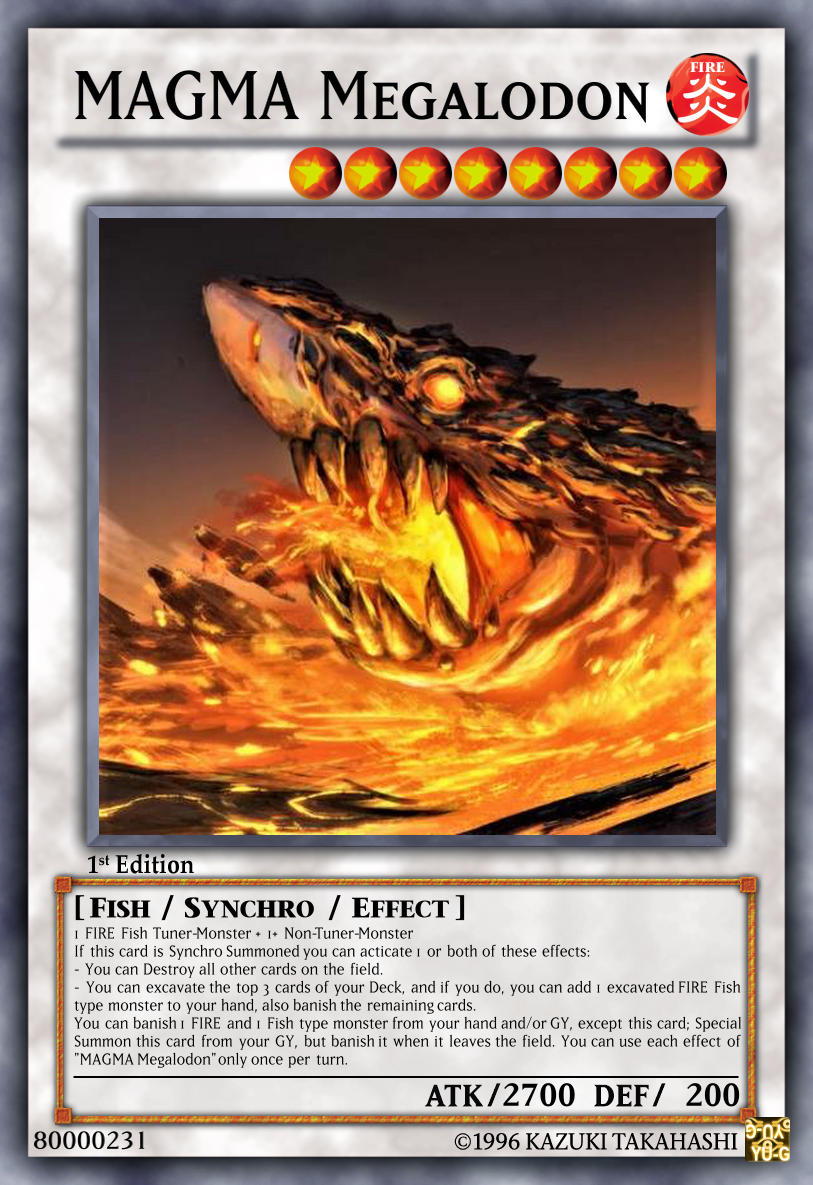 MAGMA MEGALODON
FIRE
炎
1st Edition
[ FISH / SYNCHRO / EFFECT ]
1 FIRE Fish Tuner-Monster + 1+ Non-Tuner-Monster
If this card is Synchro Summoned you can acticate 1 or both of these effects:
- You can Destroy all other cards on the field.
- You can excavate the top 3 cards of your Deck, and if you do, you can add 1 excavated FIRE Fish
type monster to your hand, also banish the remaining cards.
You can banish 1 FIRE and 1 Fish type monster from your hand and/or GY, except this card; Special
Summon this card from your GY, but banish it when it leaves the field. You can use each effect of
"MAGMA Megalodon" only once per turn.
ATK/2700 DEF/ 200
80000231
©1996 KAZUKI TAKAHASHI